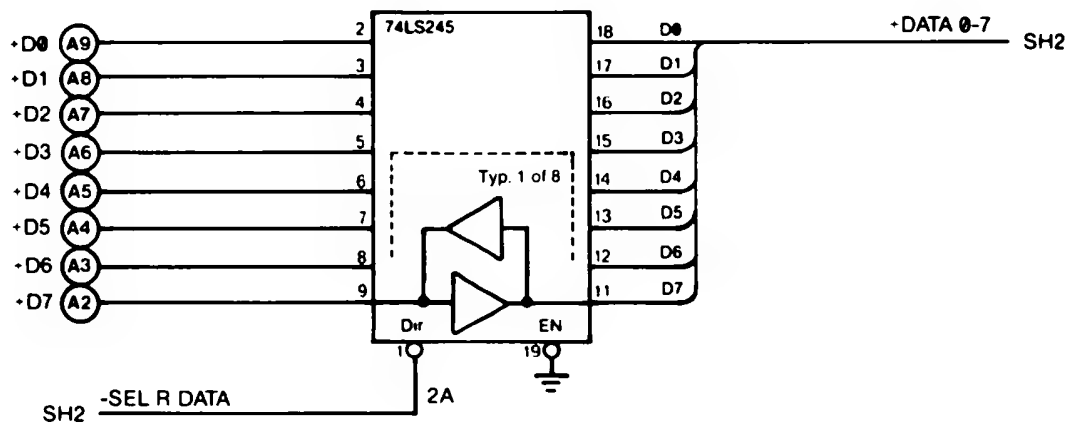 74LS245
+D0 A9 2 18 D0 +DATA 0-7 SH2
+D1 A8 3 17 D1
+D2 A7 4 16 D2
+D3 A6 5 15 D3
Typ. 1 of 8
+D4 A5 6 14 D4
+D5 A4 7 13 D5
+D6 A3 8 12 D6
+D7 A2 9 11 D7
Dir EN
1 19
2A
SH2 -SEL R DATA